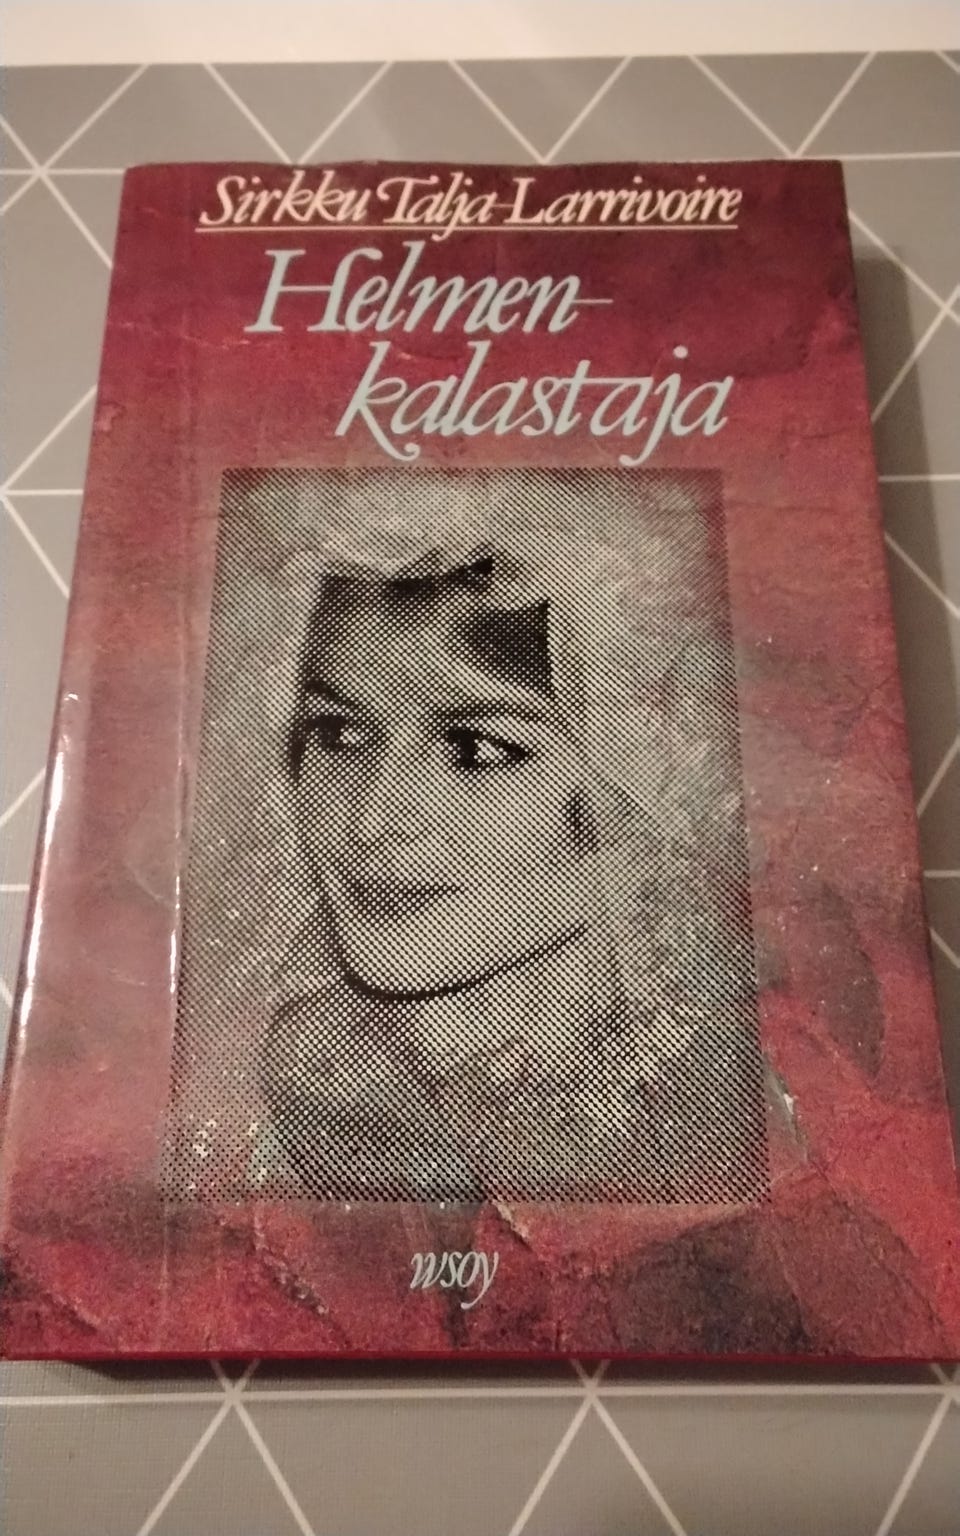 Sirkku Talja-Larrivoire
Helmen-
kalastaja
wsoy